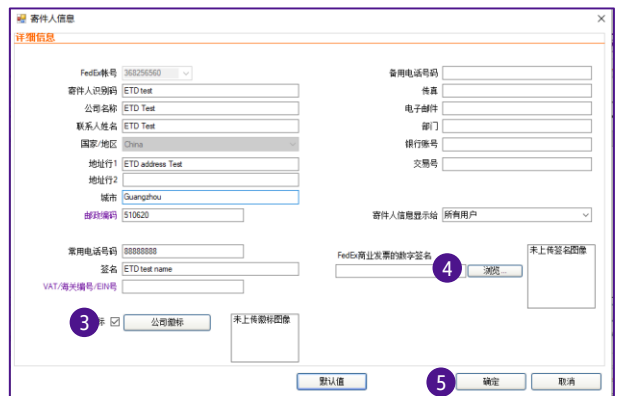 寄件人信息
详细信息
FedEx帐号 368256560
寄件人识别码 ETD test
公司名称 ETD Test
联系人姓名 ETD Test
国家/地区 China
地址行1 ETD address Test
地址行2
城市 Guangzhou
邮政编码 510620
常用电话号码 88888888
签名 ETD test name
VAT/海关编号/EIN号
3 标 公司徽标
未上传徽标图像
备用电话号码
传真
电子邮件
部门
银行账号
交易号
寄件人信息显示给 所有用户
FedEx商业发票的数字签名
4 浏览...
未上传签名图像
默认值 5 确定 取消